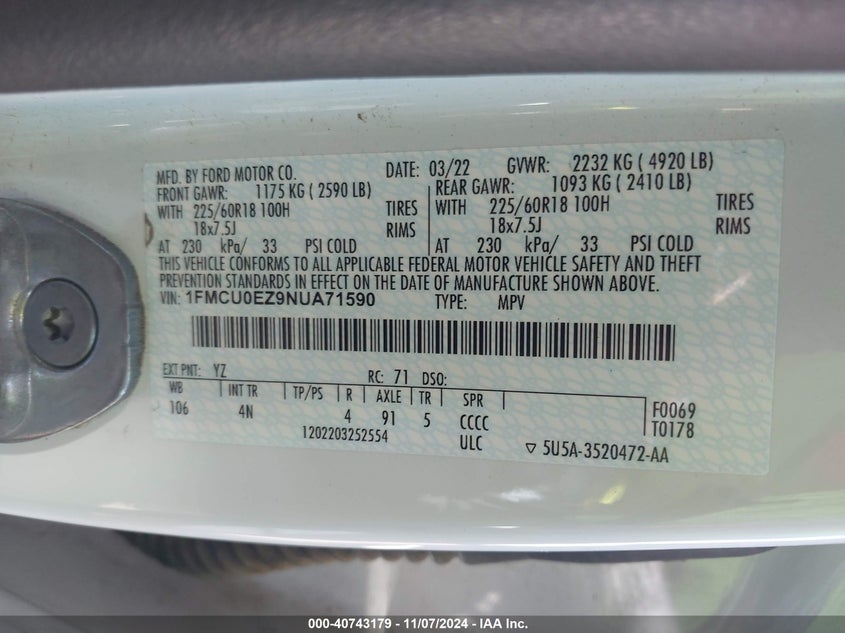 MFD. BY FORD MOTOR CO. DATE: 03/22 GVWR: 2232 KG ( 4920 LB)
FRONT GAWR: 1175 KG ( 2590 LB) REAR GAWR: 1093 KG ( 2410 LB)
WITH 225/60R18 100H TIRES WITH 225/60R18 100H TIRES
18x7.5J RIMS 18x7.5J RIMS
AT 230 kPa/ 33 PSI COLD AT 230 kPa/ 33 PSI COLD
THIS VEHICLE CONFORMS TO ALL APPLICABLE FEDERAL MOTOR VEHICLE SAFETY AND THEFT
PREVENTION STANDARDS IN EFFECT ON THE DATE OF MANUFACTURE SHOWN ABOVE.
VIN: 1FMCU0EZ9NUA71590 TYPE: MPV
EXT PNT: YZ RC: 71 DSO:
WB INT TR TP/PS R AXLE TR SPR
106 4N 4 91 5 CCCC F0069
1202203252554 ULC T0178
▽ 5U5A-3520472-AA
000-40743179 - 11/07/2024 - IAA Inc.